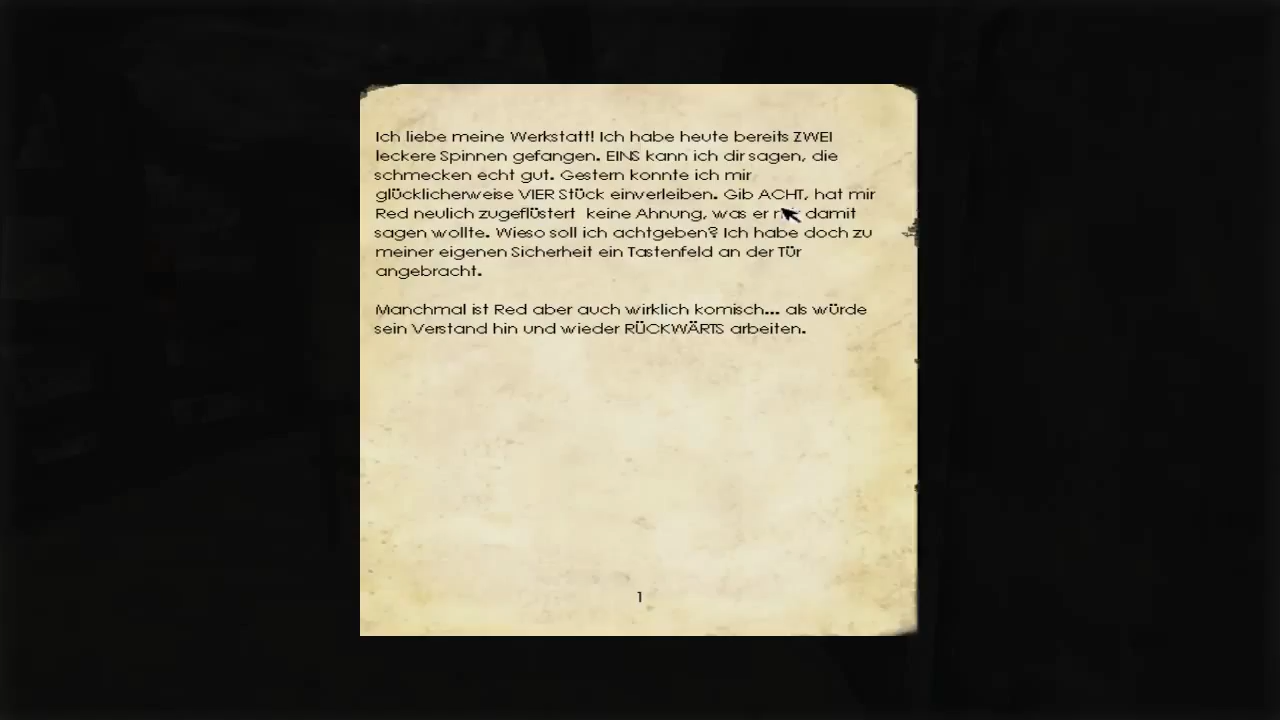 Ich liebe meine Werkstatt! Ich habe heute bereits ZWEI
leckere Spinnen gefangen. EINS kann ich dir sagen, die
schmecken echt gut. Gestern konnte ich mir
glücklicherweise VIER Stück einverleiben. Gib ACHT, hat mir
Red neulich zugeflüstert keine Ahnung, was er damit
sagen wollte. Wieso soll ich achtgeben? Ich habe doch zu
meiner eigenen Sicherheit ein Tastenfeld an der Tür
angebracht.
Manchmal ist Red aber auch wirklich komisch... als würde
sein Verstand hin und wieder RÜCKWÄRTS arbeiten.
1